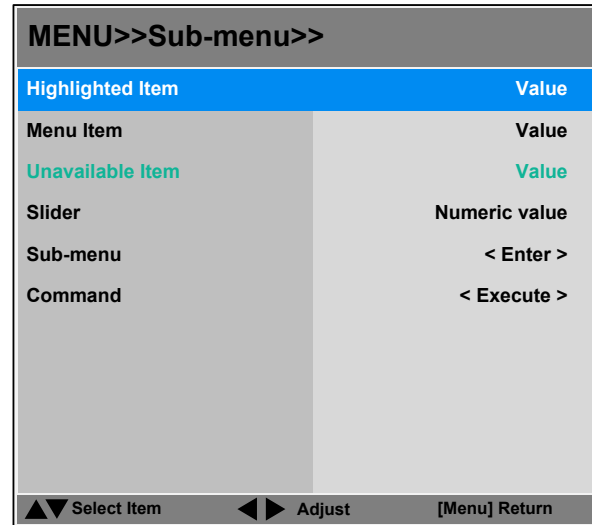 MENU>>Sub-menu>>
Highlighted Item Value
Menu Item Value
Unavailable Item Value
Slider Numeric value
Sub-menu < Enter >
Command < Execute >
Select Item Adjust [Menu] Return